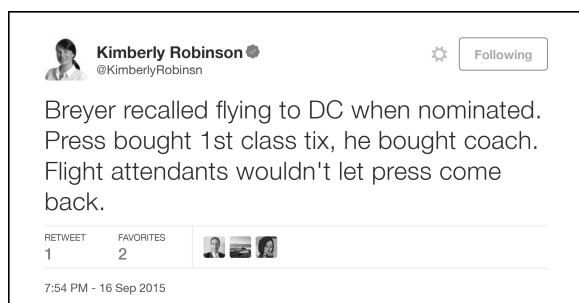 Kimberly Robinson
@KimberlyRobinsn
Following
Breyer recalled flying to DC when nominated.
Press bought 1st class tix, he bought coach.
Flight attendants wouldn't let press come
back.
RETWEET FAVORITES
1 2
7:54 PM - 16 Sep 2015